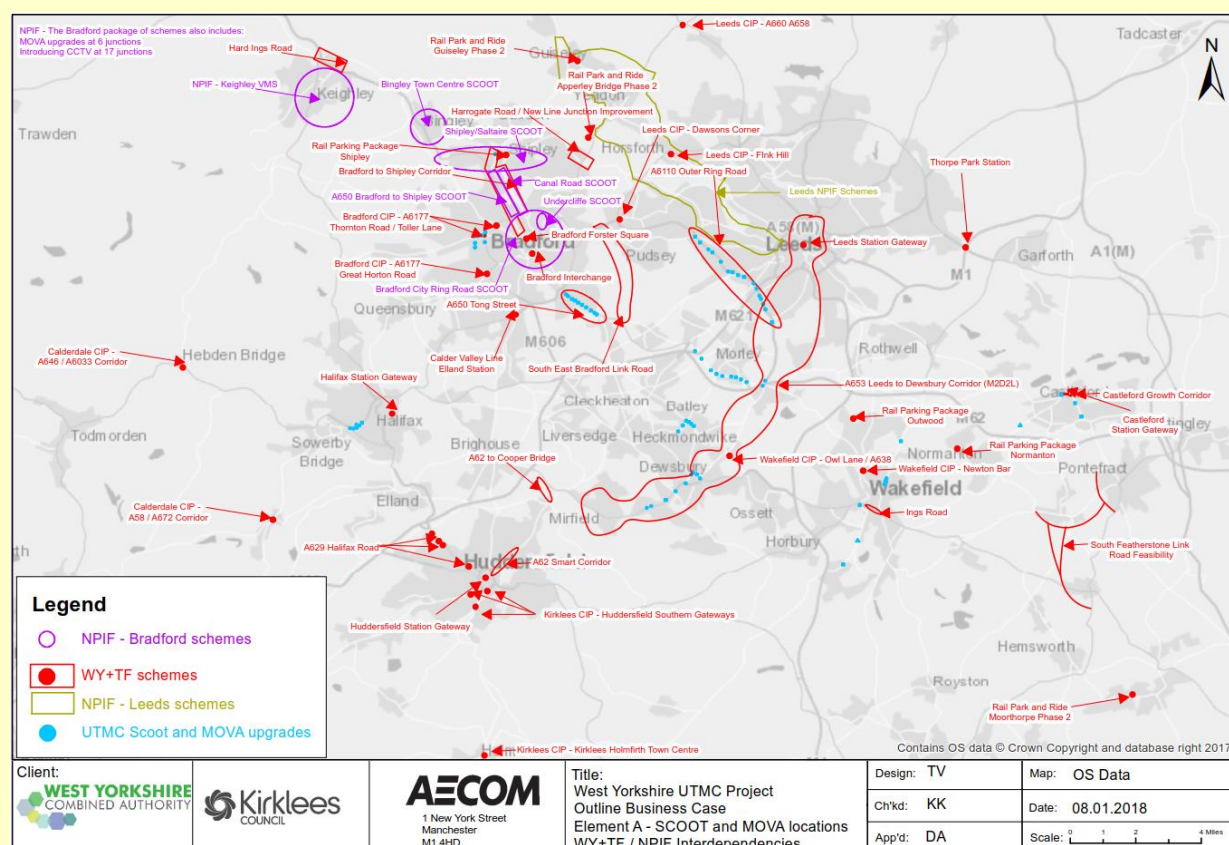 NPIF - The Bradford package of schemes also includes:
MOVA upgrades at 6 junctions
Introducing CCTV at 17 junctions
Hard Ings Road
NPIF - Keighley VMS
Keighley
Trawden
Bingley Town Centre SCOOT
Rail Park and Ride
Guiseley Phase 2
Guiseley
Rail Park and Ride
Apperley Bridge Phase 2
Yeadon
Leeds CIP - A660 A658
Tadcaster
N
Harrogate Road / New Line Junction Improvement
Shipley/Saltaire SCOOT
Shipley
Horsforth
Leeds CIP - Dawsons Corner
Leeds CIP - Fink Hill
A6110 Outer Ring Road
Thorpe Park Station
Rail Parking Package
Shipley
Bradford to Shipley Corridor
Canal Road SCOOT
A650 Bradford to Shipley SCOOT
Undercliffe SCOOT
Leeds NPIF Schemes
Bradford CIP - A6177
Thornton Road / Toller Lane
Bradford
Bradford Forster Square
Pudsey
A58(M)
Leeds
Leeds Station Gateway
Garforth
A1(M)
M1
Bradford CIP - A6177
Great Horton Road
Bradford Interchange
Bradford City Ring Road SCOOT
A650 Tong Street
Queensbury
M621
M606
Calder Valley Line
Elland Station
South East Bradford Link Road
Morley
Rothwell
Calderdale CIP -
A646 / A6033 Corridor
Hebden Bridge
Halifax Station Gateway
Halifax
A653 Leeds to Dewsbury Corridor (M2D2L)
Castleford Growth Corridor
Castleford
Station Gateway
Cleckheaton
Batley
Rail Parking Package
Outwood
M62
Todmorden
Sowerby
Bridge
Brighouse
Liversedge
Heckmondwike
Normanton
Rail Parking Package
Normanton
A62 to Cooper Bridge
Dewsbury
Wakefield CIP - Owl Lane / A638
Wakefield CIP - Newton Bar
Pontefract
Wakefield
Elland
Mirfield
Ossett
Ings Road
Calderdale CIP -
A58 / A672 Corridor
Horbury
A629 Halifax Road
A62 Smart Corridor
South Featherstone Link
Road Feasibility
Huddersfield Station Gateway
Kirklees CIP - Huddersfield Southern Gateways
Hemsworth
Royston
Rail Park and Ride
Moorthorpe Phase 2
Kirklees CIP - Kirklees Holmfirth Town Centre
Contains OS data © Crown Copyright and database right 2017
Legend
NPIF - Bradford schemes
WY+TF schemes
NPIF - Leeds schemes
UTMC Scoot and MOVA upgrades
Client:
WEST YORKSHIRE
COMBINED AUTHORITY
Kirklees
COUNCIL
AECOM
1 New York Street
Manchester
M1 4HD
Title:
West Yorkshire UTMC Project
Outline Business Case
Element A - SCOOT and MOVA locations
WY+TF / NPIF Interdependencies
Design: TV
Ch'kd: KK
App'd: DA
Map: OS Data
Date: 08.01.2018
Scale: 0 1 2 4 Miles